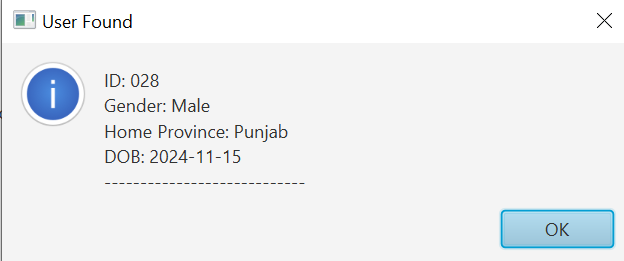 User Found
ID: 028
Gender: Male
Home Province: Punjab
DOB: 2024-11-15
----------------------------
OK